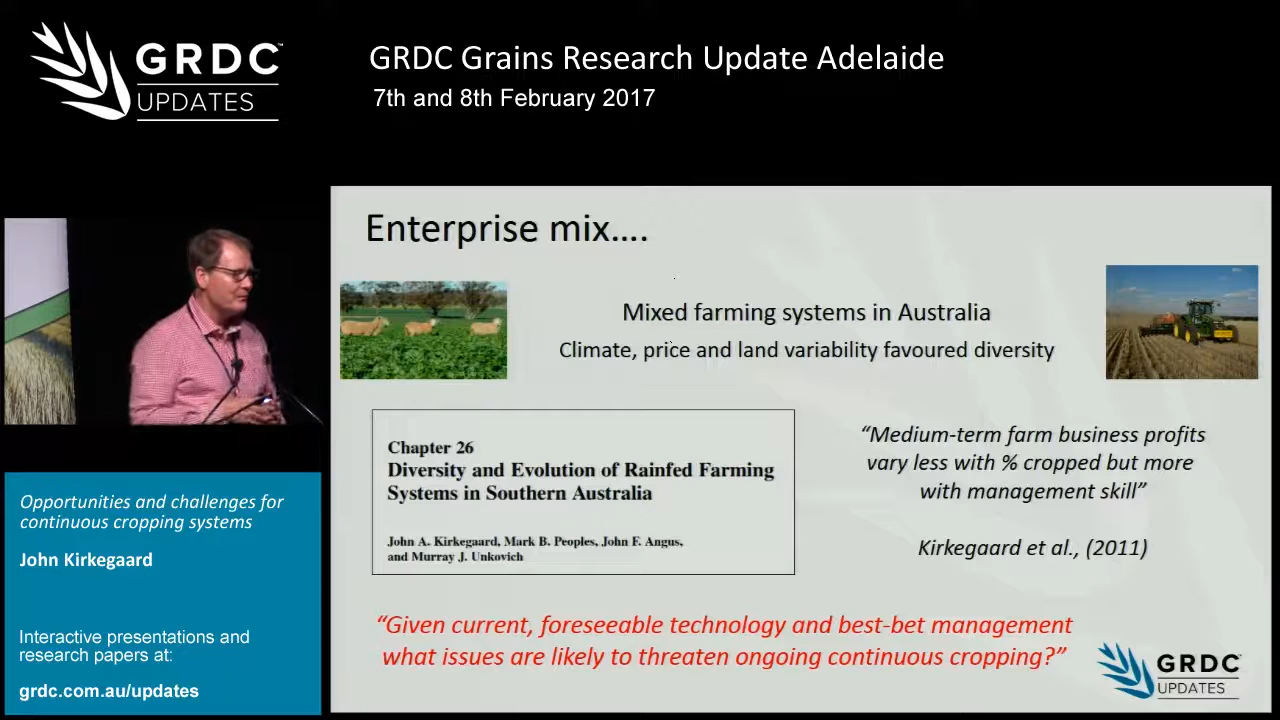 GRDC™
UPDATES
GRDC Grains Research Update Adelaide
7th and 8th February 2017
Enterprise mix....
Mixed farming systems in Australia
Climate, price and land variability favoured diversity
Chapter 26
Diversity and Evolution of Rainfed Farming
Systems in Southern Australia
John A. Kirkegaard, Mark B. Peoples, John F. Angus,
and Murray J. Unkovich
“Medium-term farm business profits
vary less with % cropped but more
with management skill”
Kirkegaard et al., (2011)
“Given current, foreseeable technology and best-bet management
what issues are likely to threaten ongoing continuous cropping?”
GRDC™
UPDATES
Opportunities and challenges for
continuous cropping systems
John Kirkegaard
Interactive presentations and
research papers at:
grdc.com.au/updates